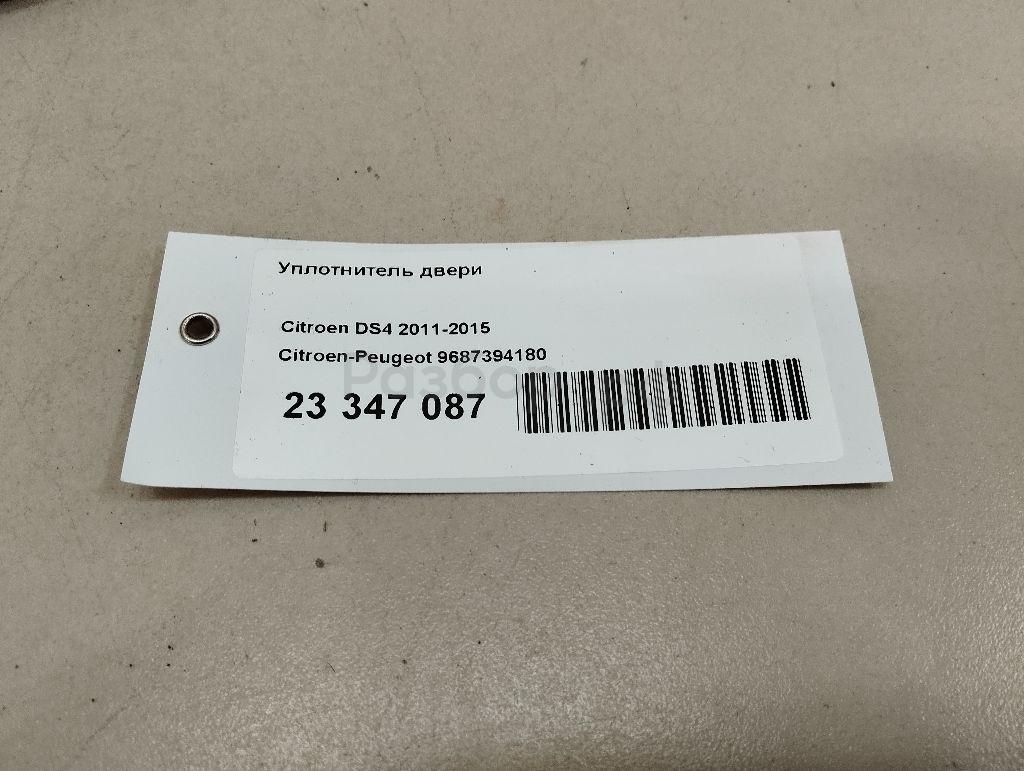 Уплотнитель двери
Citroen DS4 2011-2015
Citroen-Peugeot 9687394180
23 347 087